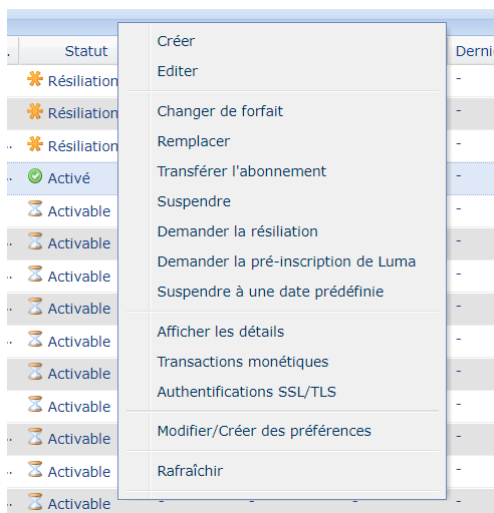 . Statut Derni
Créer
Editer
Résiliation -
Résiliation -
Changer de forfait
Remplacer
.. Résiliation -
Transférer l'abonnement
.. Activé -
Suspendre
Activable -
Demander la résiliation
.. Activable -
Demander la pré-inscription de Luma
.. Activable -
Suspendre à une date prédéfinie
.. Activable -
Afficher les détails
.. Activable -
Transactions monétiques
Activable -
Authentifications SSL/TLS
Activable -
Modifier/Créer des préférences
.. Activable -
Rafraîchir
.. Activable -
.. Activable - - - -